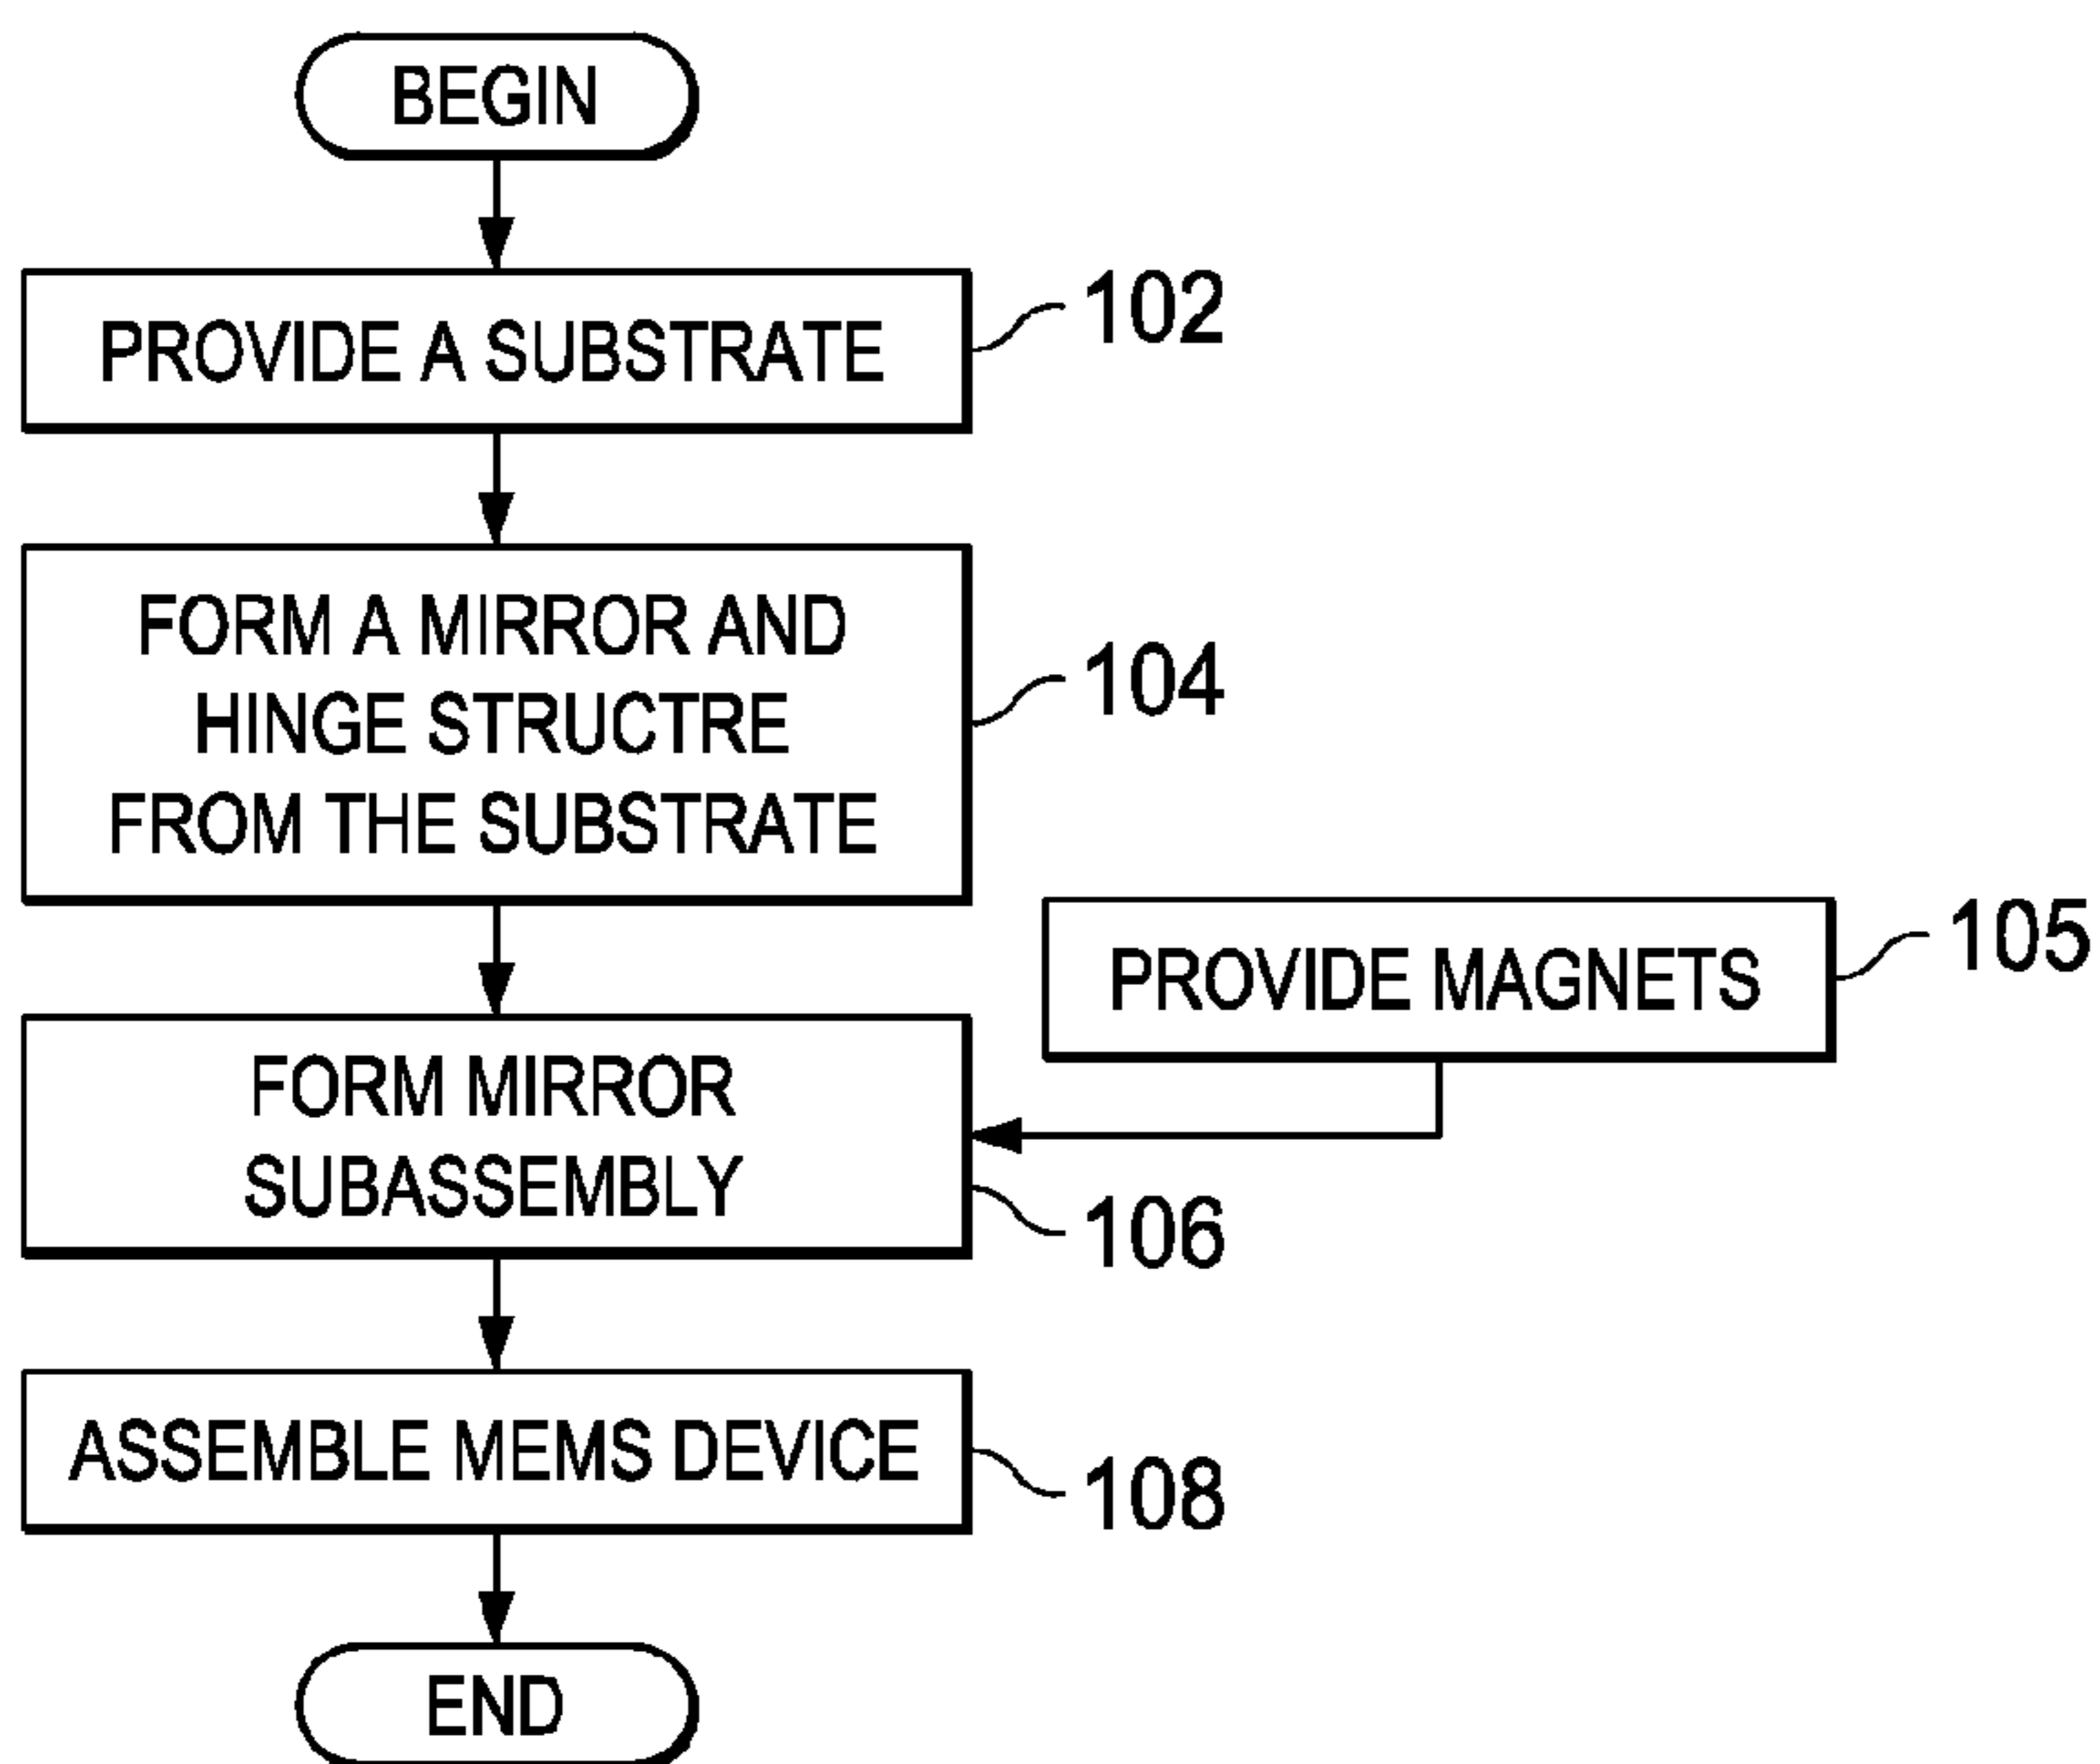 BEGIN
PROVIDE A SUBSTRATE
102
FORM A MIRROR AND
HINGE STRUCTRE
FROM THE SUBSTRATE
104
PROVIDE MAGNETS
105
FORM MIRROR
SUBASSEMBLY
106
ASSEMBLE MEMS DEVICE
108
END